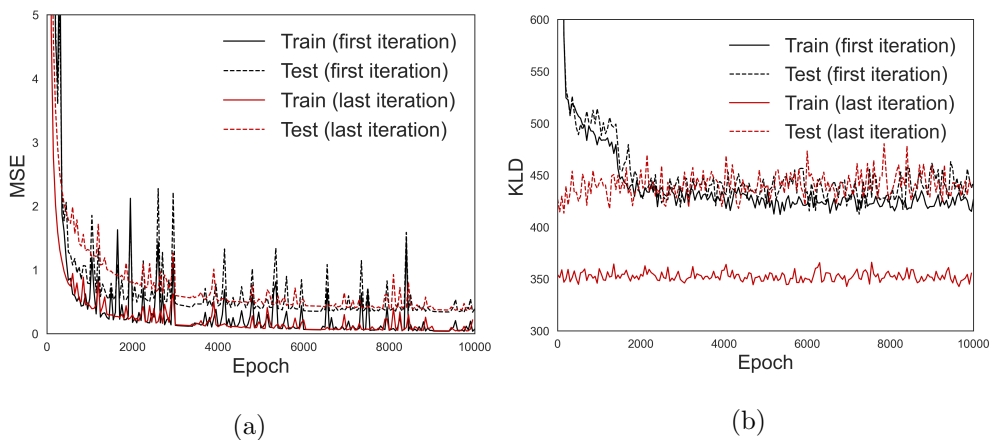 5
4
3
2
1
0
MSE
Train (first iteration)
Test (first iteration)
Train (last iteration)
Test (last iteration)
0
2000
4000
6000
8000
10000
Epoch
(a)
600
550
500
450
400
350
300
KLD
Train (first iteration)
Test (first iteration)
Train (last iteration)
Test (last iteration)
0
2000
4000
6000
8000
10000
Epoch
(b)